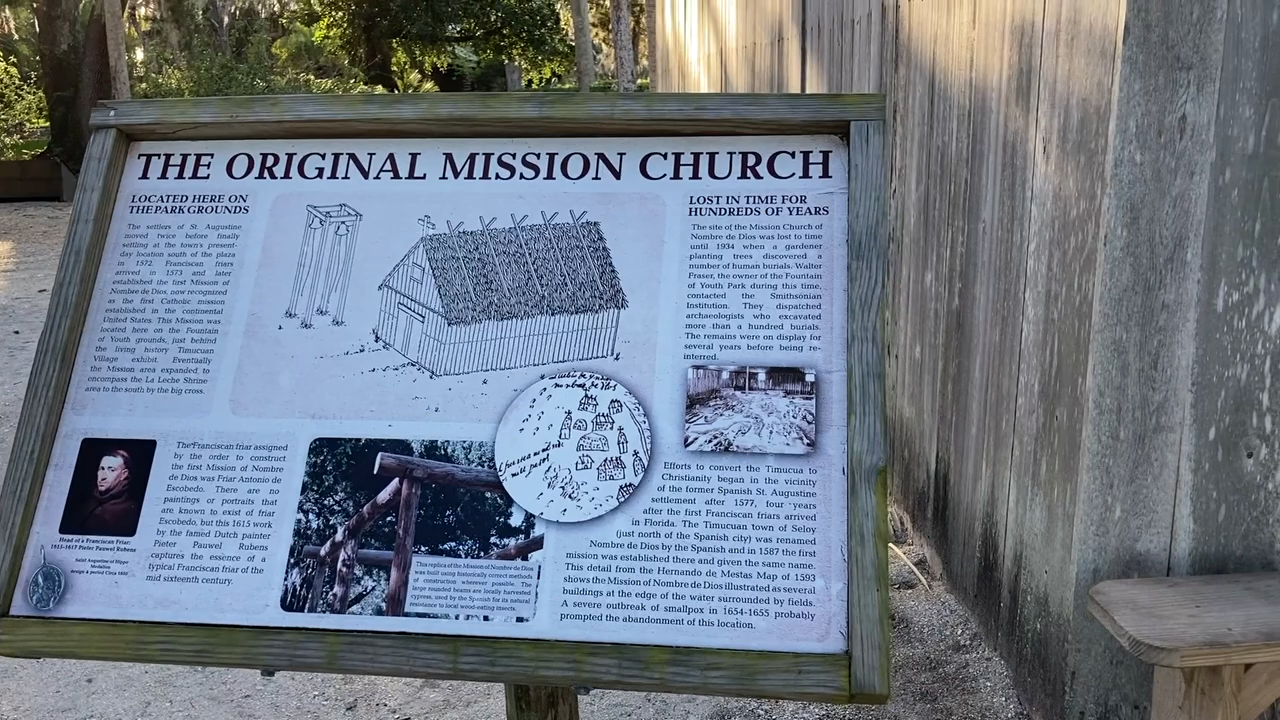 THE ORIGINAL MISSION CHURCH
LOCATED HERE ON
THE PARK GROUNDS
The settlers of St. Augustine
moved twice before finally
settling at the town's present-
day location south of the plaza
in 1572. Franciscan friars
arrived in 1573 and later
established the first Mission of
Nombre de Dios, now recognized
as the first Catholic mission
established in the continental
United States. This Mission was
located here on the Fountain
of Youth grounds, just behind
the living history Timucuan
Village exhibit. Eventually
the Mission area expanded to
encompass the La Leche Shrine
area to the south by the big cross.
LOST IN TIME FOR
HUNDREDS OF YEARS
The site of the Mission Church of
Nombre de Dios was lost to time
until 1934 when a gardener
planting trees discovered a
number of human burials. Walter
Fraser, the owner of the Fountain
of Youth Park during this time,
contacted the Smithsonian
Institution. They dispatched
archaeologists who excavated
more than a hundred burials.
The remains were on display for
several years before being re-
interred.
Head of a Franciscan Friar:
1615-1617 Pieter Pauwel Rubens
Saint Augustine of Hippo
Medallion
design & period Circa 1650
The Franciscan friar assigned
by the order to construct
the first Mission of Nombre
de Dios was Friar Antonio de
Escobedo. There are no
paintings or portraits that
are known to exist of friar
Escobedo, but this 1615 work
by the famed Dutch painter
Pieter Pauwel Rubens
captures the essence of a
typical Franciscan friar of the
mid sixteenth century.
This replica of the Mission of Nombre de Dios
was built using historically correct methods
of construction wherever possible. The
large rounded beams are locally harvested
cypress, used by the Spanish for its natural
resistance to local wood-eating insects.
Efforts to convert the Timucua to
Christianity began in the vicinity
of the former Spanish St. Augustine
settlement after 1577, four years
after the first Franciscan friars arrived
in Florida. The Timucuan town of Seloy
(just north of the Spanish city) was renamed
Nombre de Dios by the Spanish and in 1587 the first
mission was established there and given the same name.
This detail from the Hernando de Mestas Map of 1593
shows the Mission of Nombre de Dios illustrated as several
buildings at the edge of the water surrounded by fields.
A severe outbreak of smallpox in 1654-1655 probably
prompted the abandonment of this location.